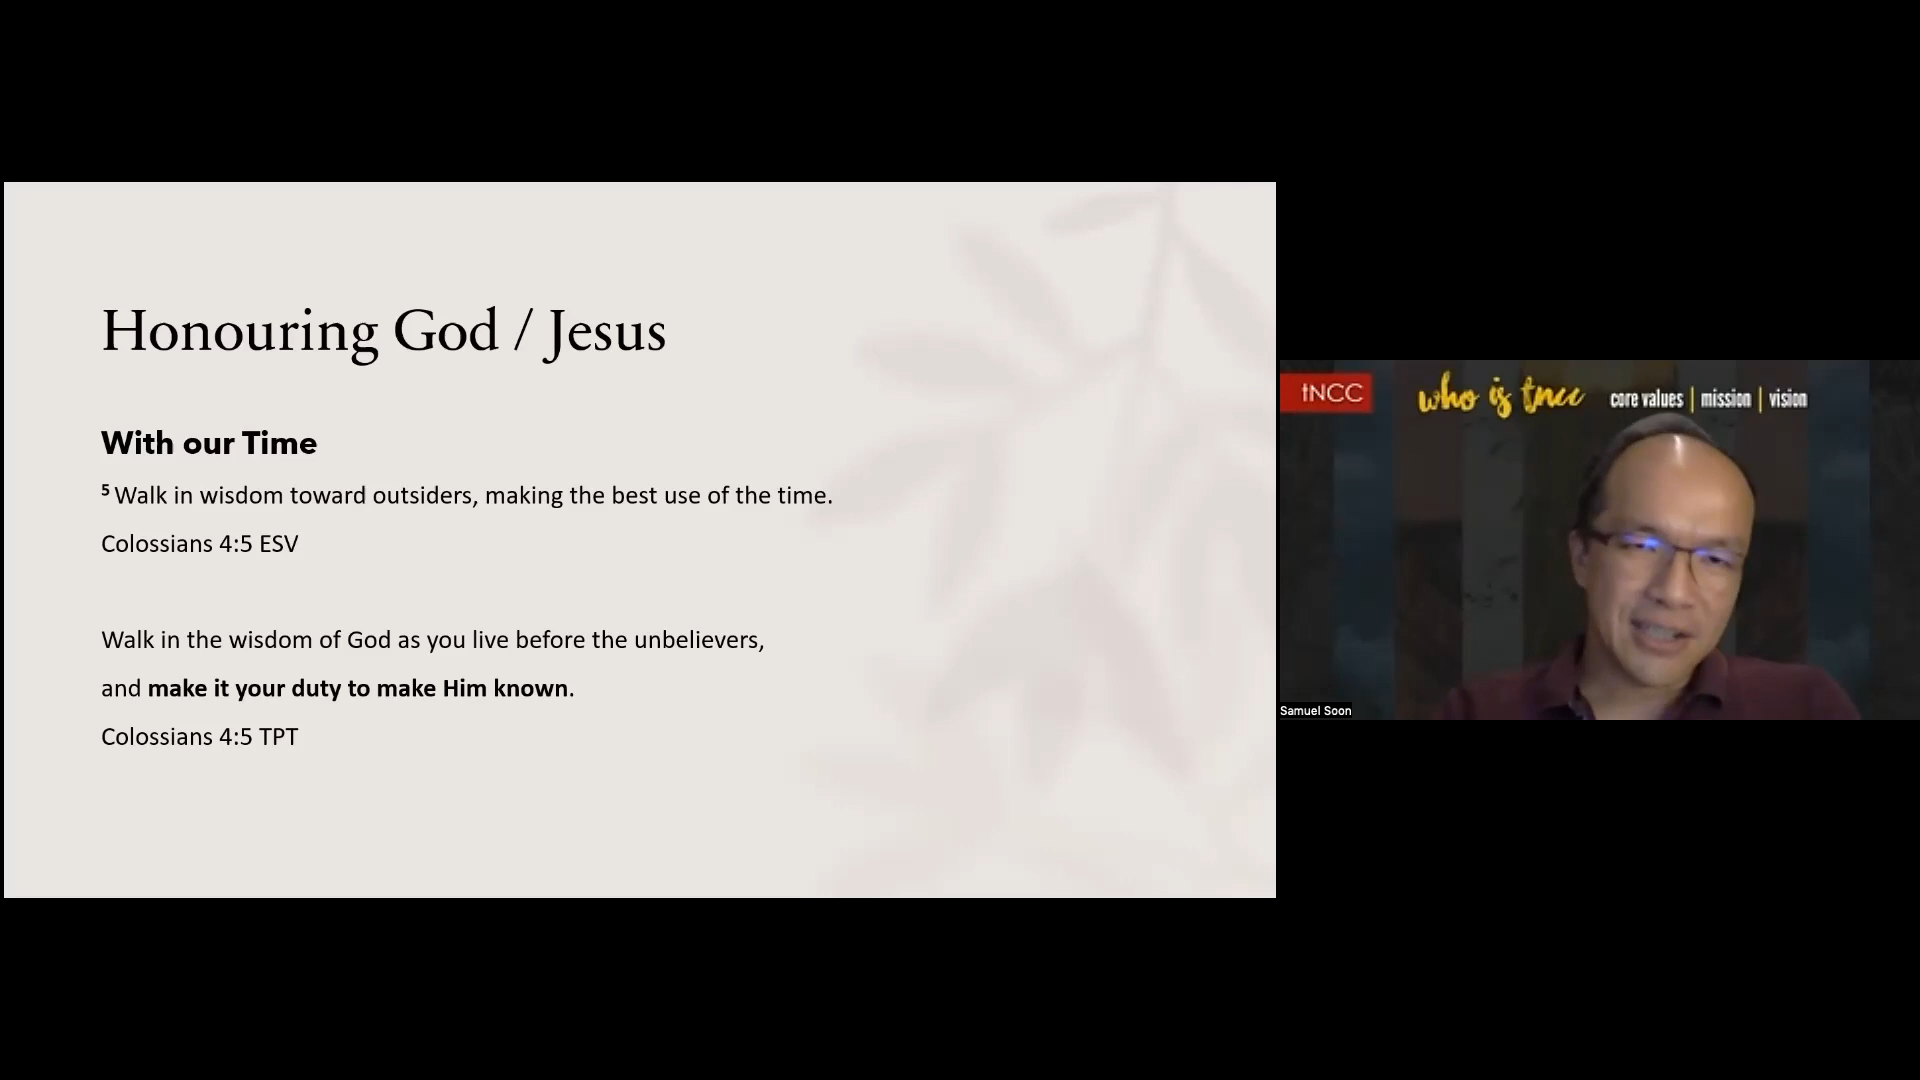 Honouring God / Jesus
With our Time
5 Walk in wisdom toward outsiders, making the best use of the time.
Colossians 4:5 ESV
Walk in the wisdom of God as you live before the unbelievers,
and make it your duty to make Him known.
Colossians 4:5 TPT
tNCC
who is tncc core values | mission | vision
Samuel Soon